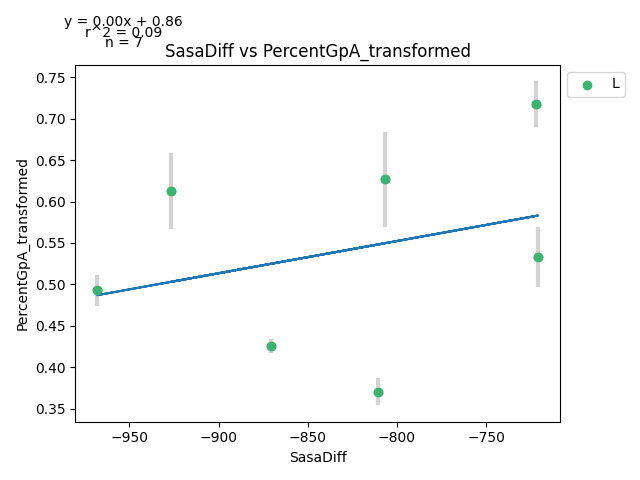 y = 0.00x + 0.86
r^2 = 0.09
n = 7
SasaDiff vs PercentGpA_transformed
L
PercentGpA_transformed
0.75
0.70
0.65
0.60
0.55
0.50
0.45
0.40
0.35
−950
−900
−850
−800
−750
SasaDiff